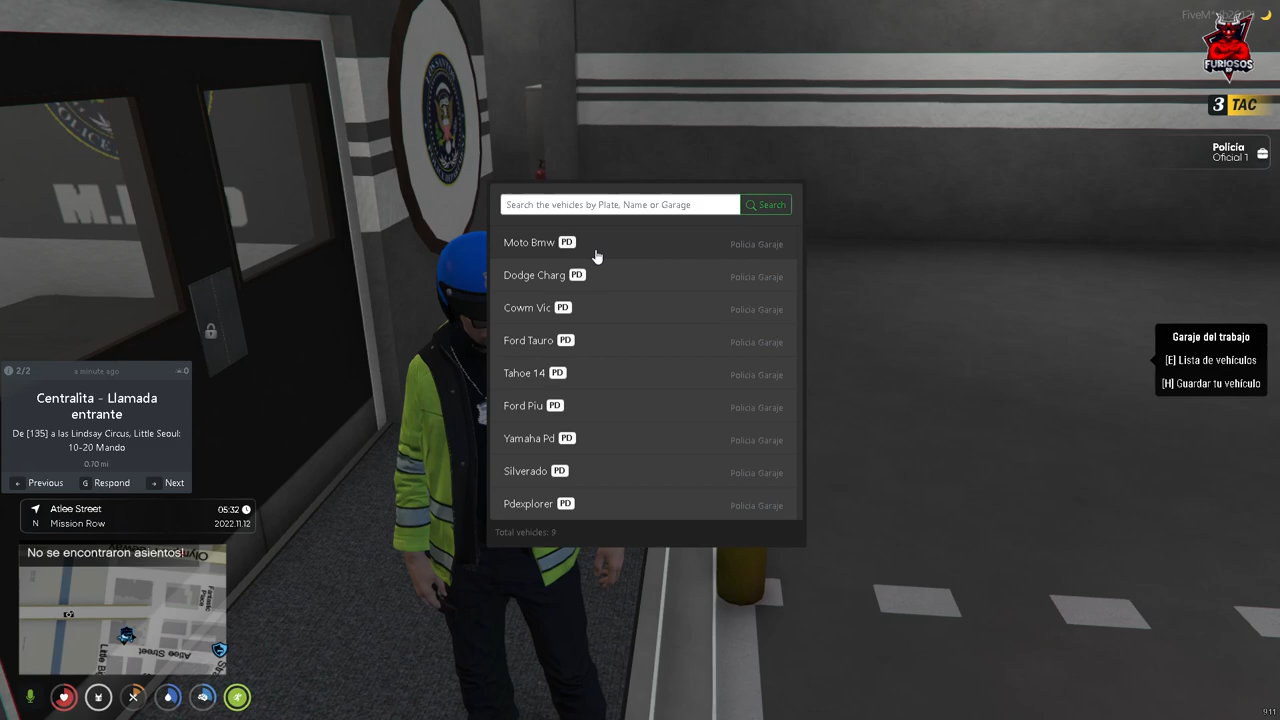 FiveM
FURIOSOS
3 TAC
Policía
Oficial 1
Search the vehicles by Plate, Name or Garage
Search
Moto Bmw PD Policia Garaje
Dodge Charg PD Policia Garaje
Cowm Vic PD Policia Garaje
Ford Tauro PD Policia Garaje
Tahoe 14 PD Policia Garaje
Ford Piu PD Policia Garaje
Yamaha Pd PD Policia Garaje
Silverado PD Policia Garaje
Pdexplorer PD Policia Garaje
Total vehicles: 9
Garaje del trabajo
[E] Lista de vehículos
[H] Guardar tu vehículo
2/2 a minute ago 0
Centralita - Llamada
entrante
De [135] a las Lindsay Circus, Little Seoul:
10-20 Mando
0.70 mi
← Previous G Respond → Next
Atlee Street 05:32
N Mission Row 2022.11.12
No se encontraron asientos!
Atlee Street
911